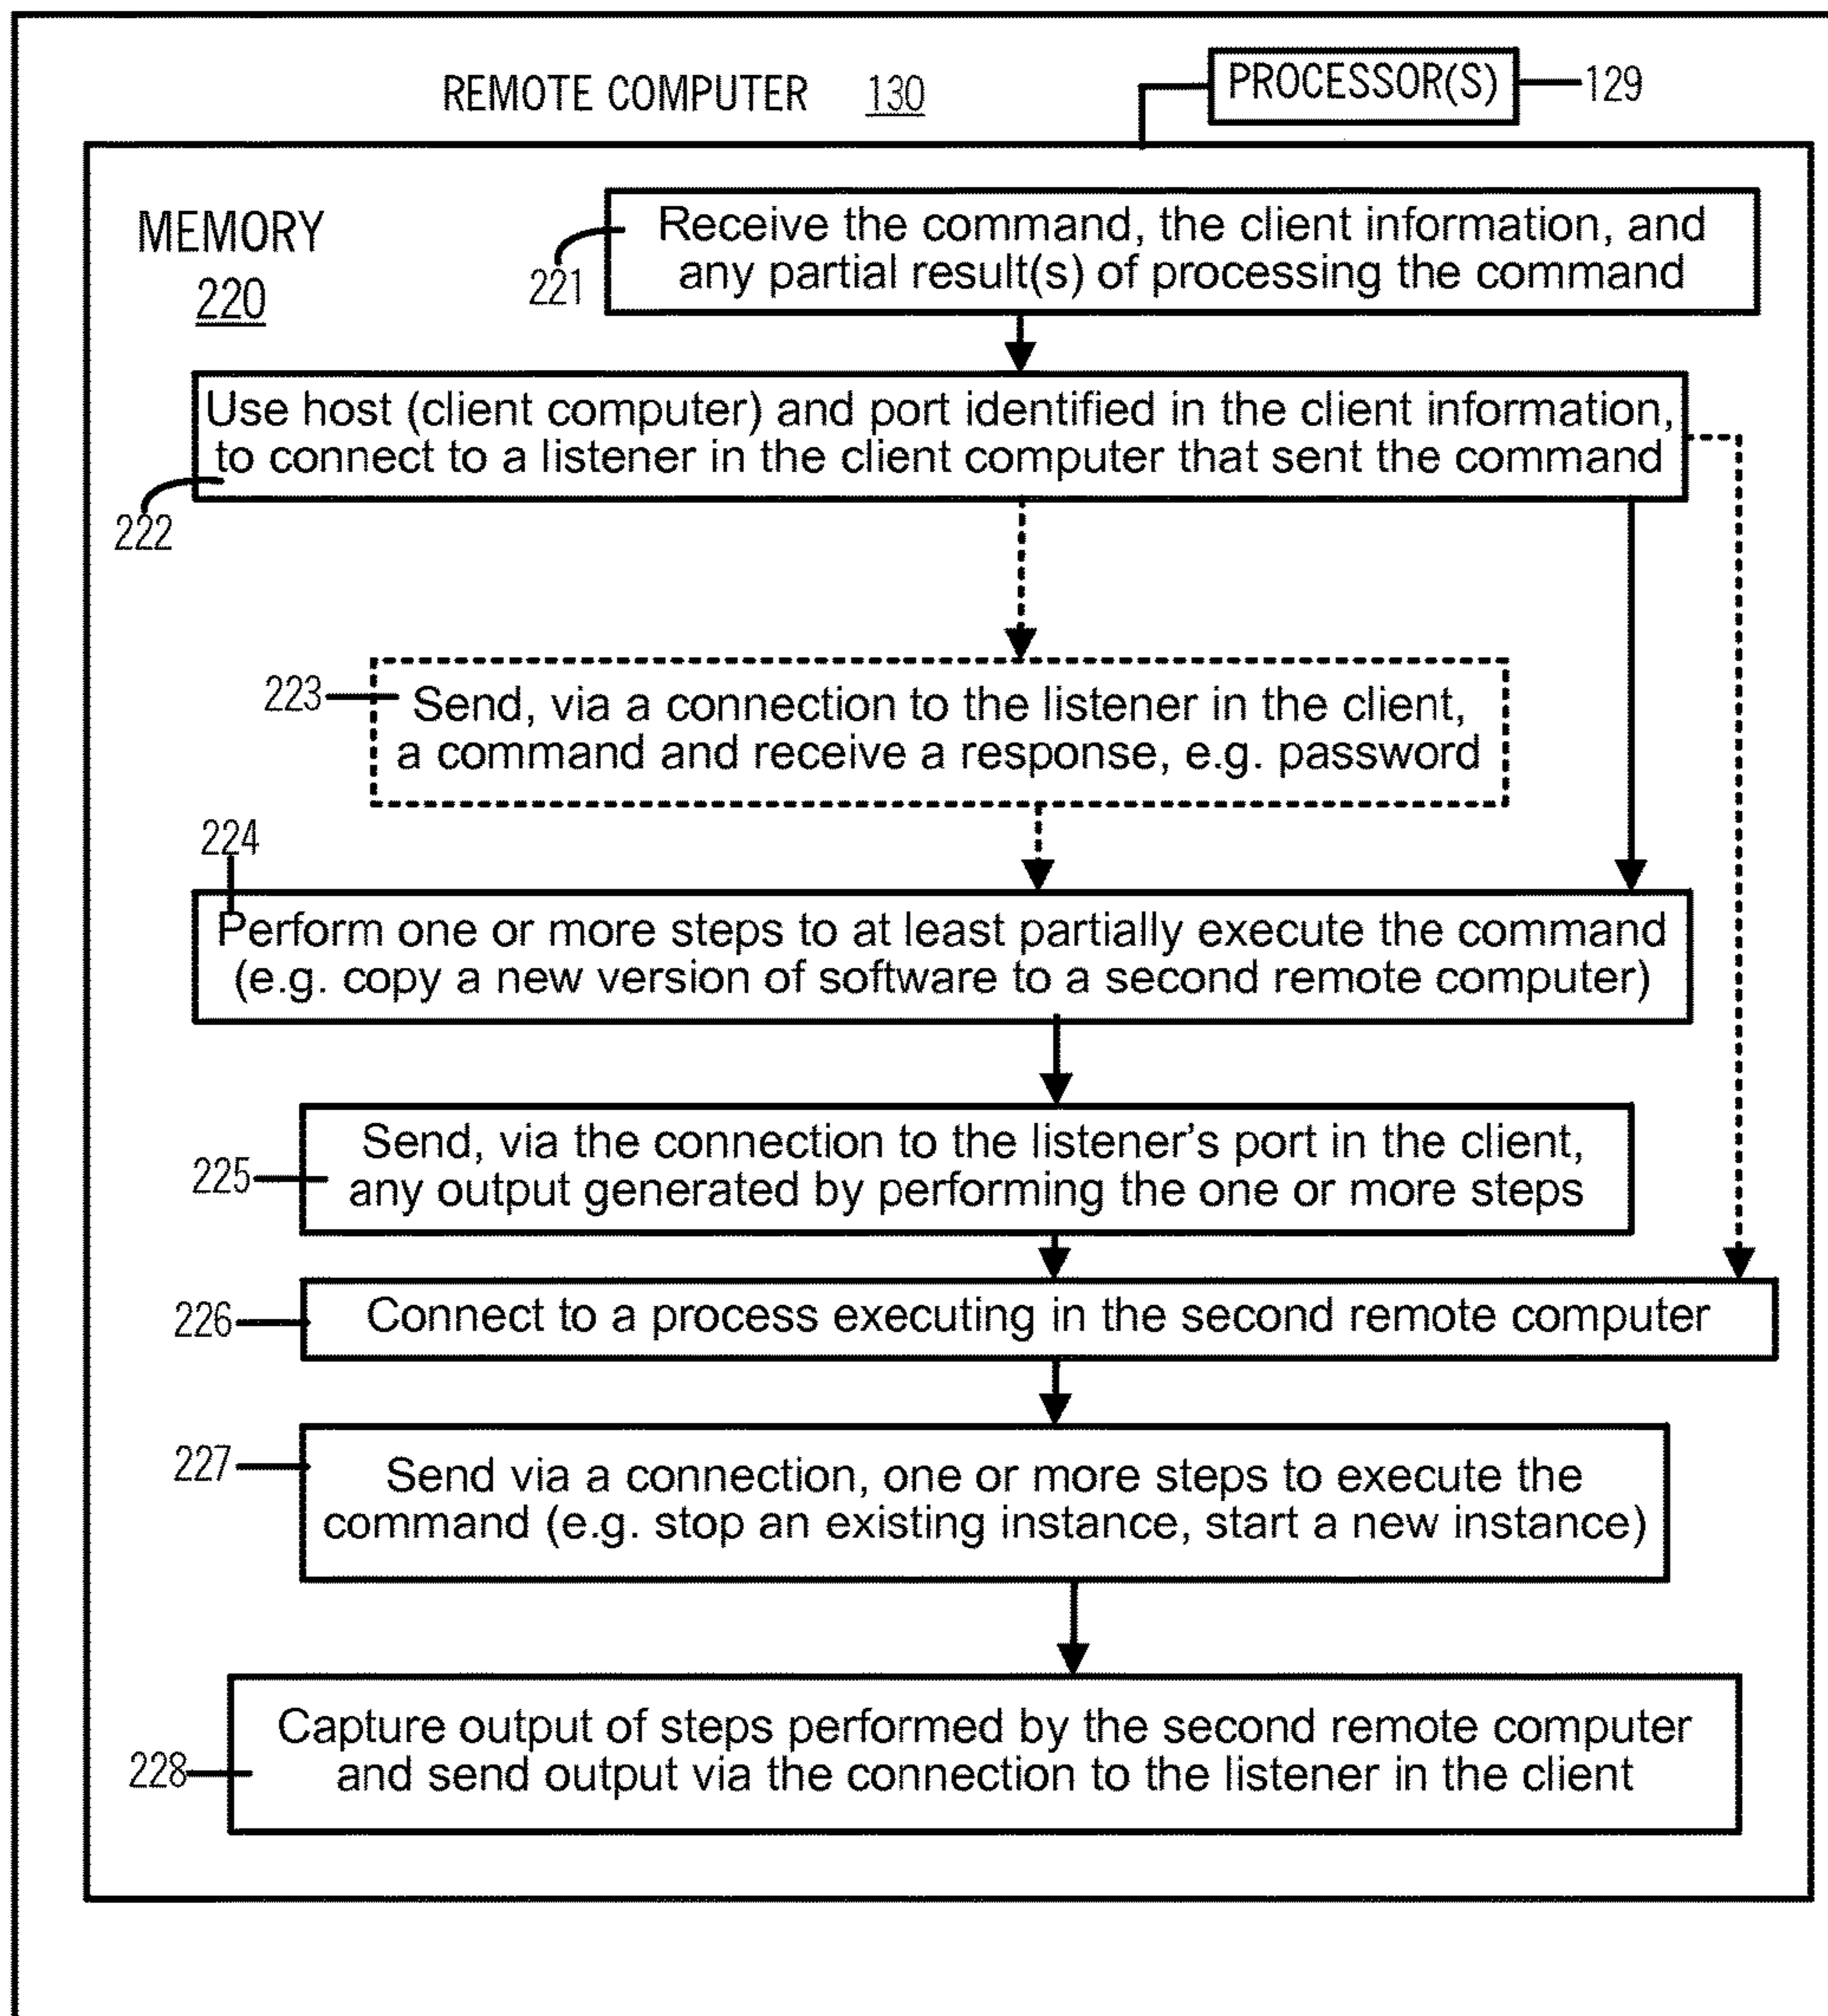 REMOTE COMPUTER 130
PROCESSOR(S) 129
MEMORY
220
Receive the command, the client information, and
any partial result(s) of processing the command
221
Use host (client computer) and port identified in the client information,
to connect to a listener in the client computer that sent the command
222
223 Send, via a connection to the listener in the client,
a command and receive a response, e.g. password
224
Perform one or more steps to at least partially execute the command
(e.g. copy a new version of software to a second remote computer)
Send, via the connection to the listener's port in the client,
225 any output generated by performing the one or more steps
226 Connect to a process executing in the second remote computer
227 Send via a connection, one or more steps to execute the
command (e.g. stop an existing instance, start a new instance)
Capture output of steps performed by the second remote computer
228 and send output via the connection to the listener in the client